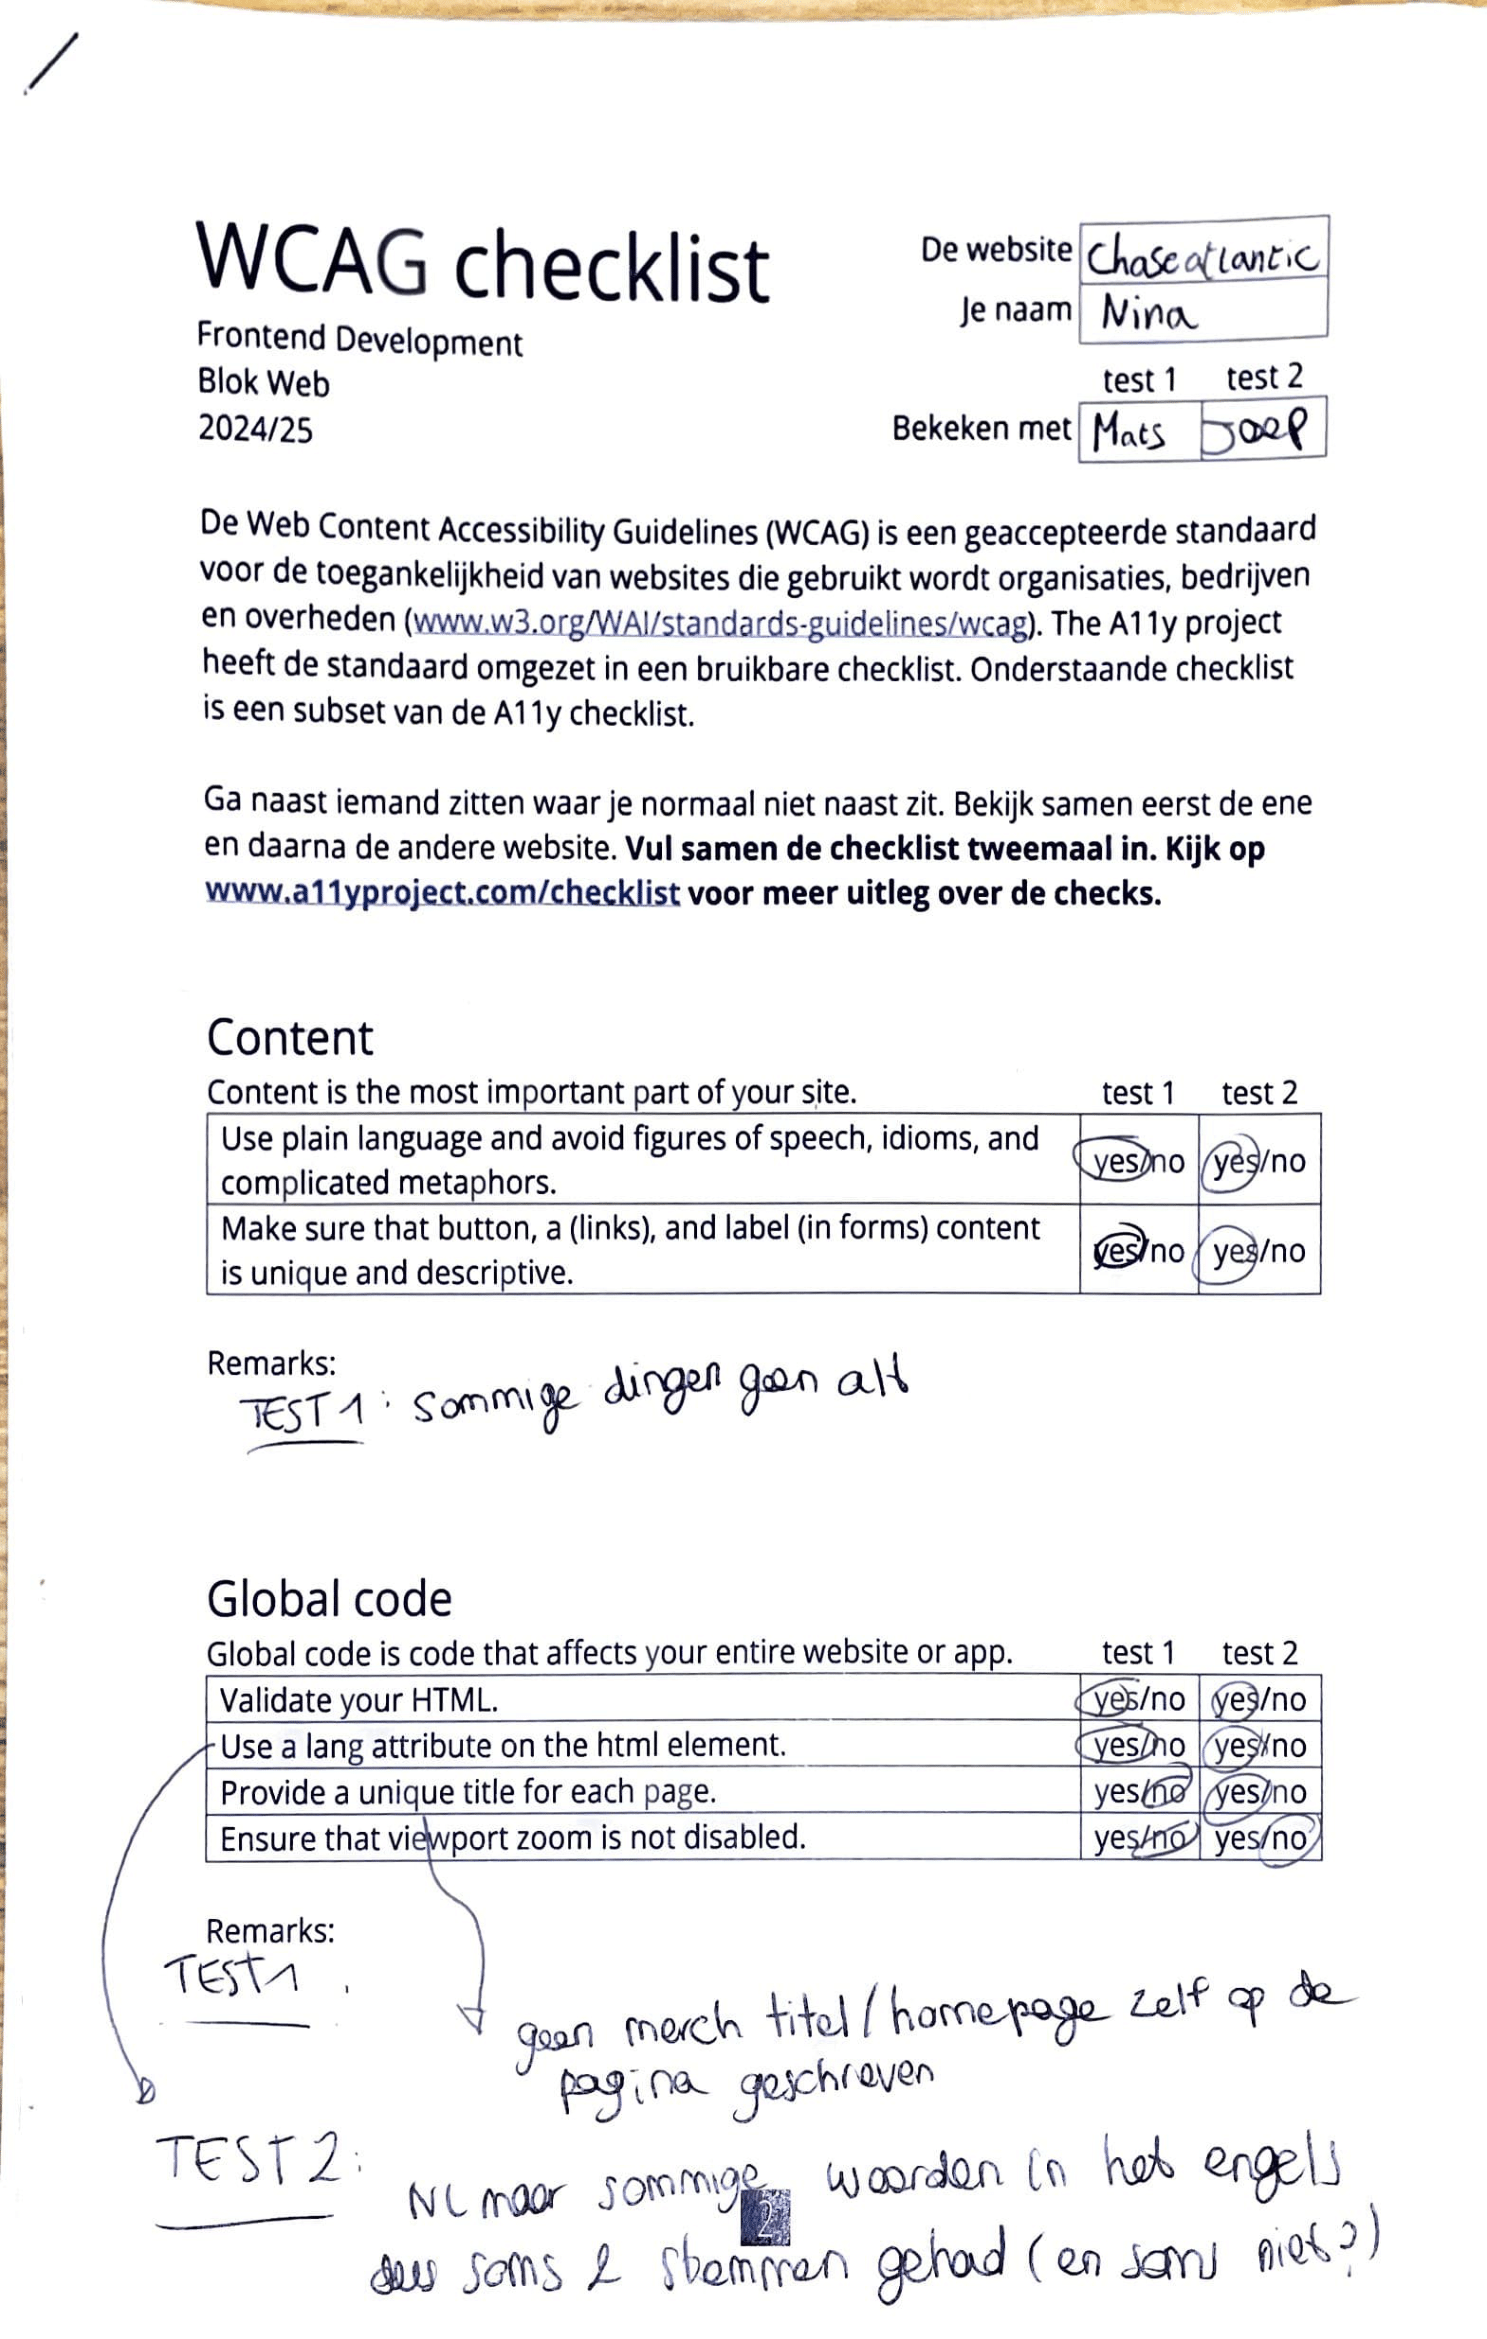 WCAG checklist
Frontend Development
Blok Web
2024/25
De website Chaseatlantic
Je naam Nina
test 1 test 2
Bekeken met Mats Joep
De Web Content Accessibility Guidelines (WCAG) is een geaccepteerde standaard
voor de toegankelijkheid van websites die gebruikt wordt organisaties, bedrijven
en overheden (www.w3.org/WAI/standards-guidelines/wcag). The A11y project
heeft de standaard omgezet in een bruikbare checklist. Onderstaande checklist
is een subset van de A11y checklist.
Ga naast iemand zitten waar je normaal niet naast zit. Bekijk samen eerst de ene
en daarna de andere website. Vul samen de checklist tweemaal in. Kijk op
www.a11yproject.com/checklist voor meer uitleg over de checks.
Content
Content is the most important part of your site. test 1 test 2
Use plain language and avoid figures of speech, idioms, and
complicated metaphors. yes/no yes/no
Make sure that button, a (links), and label (in forms) content
is unique and descriptive. yes/no yes/no
Remarks:
TEST 1: sommige dingen geen alt
Global code
Global code is code that affects your entire website or app. test 1 test 2
Validate your HTML. yes/no yes/no
Use a lang attribute on the html element. yes/no yes/no
Provide a unique title for each page. yes/no yes/no
Ensure that viewport zoom is not disabled. yes/no yes/no
Remarks:
TEST 1
geen merch titel/homepage zelf op de
pagina geschreven
TEST 2:
NL maar sommige woorden in het engels
dus soms 2 stemmen gehad (en soms niet?)
2